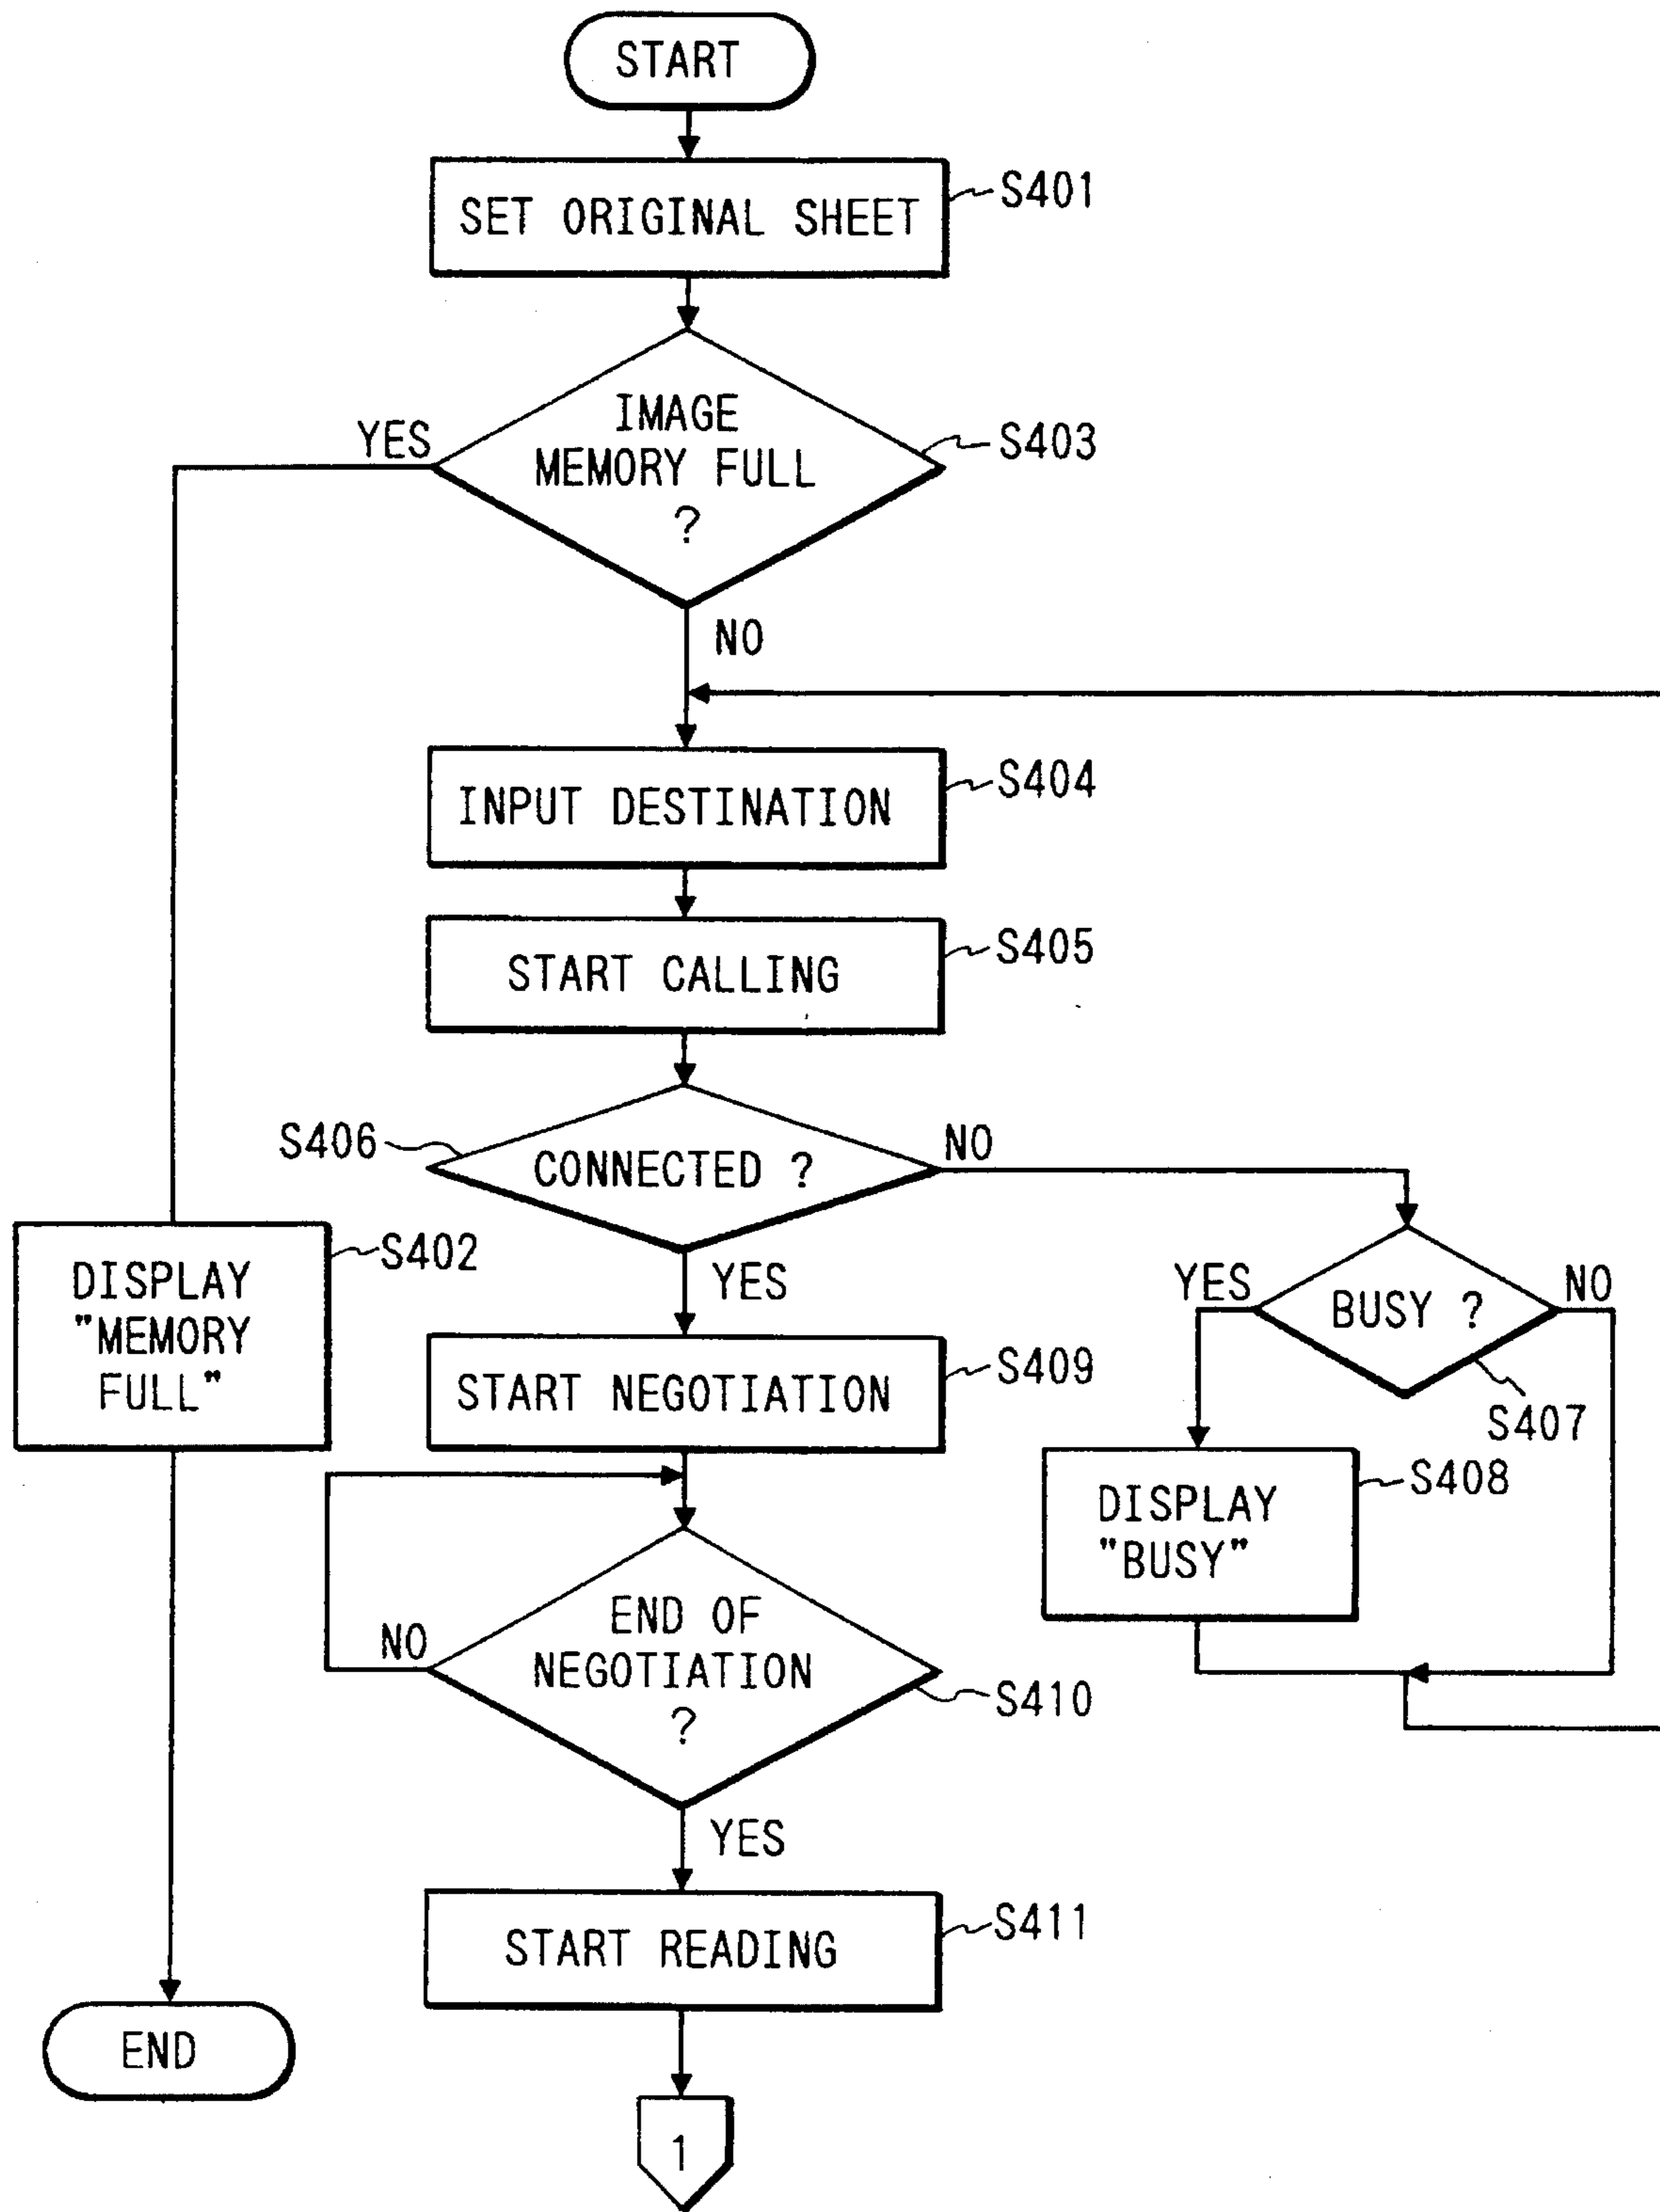 START
SET ORIGINAL SHEET
S401
IMAGE
MEMORY FULL
?
S403
YES
NO
INPUT DESTINATION
S404
START CALLING
S405
S406
CONNECTED ?
NO
YES
DISPLAY
"MEMORY
FULL"
S402
BUSY ?
YES
NO
S407
START NEGOTIATION
S409
DISPLAY
"BUSY"
S408
END OF
NEGOTIATION
?
NO
S410
YES
START READING
S411
END
1